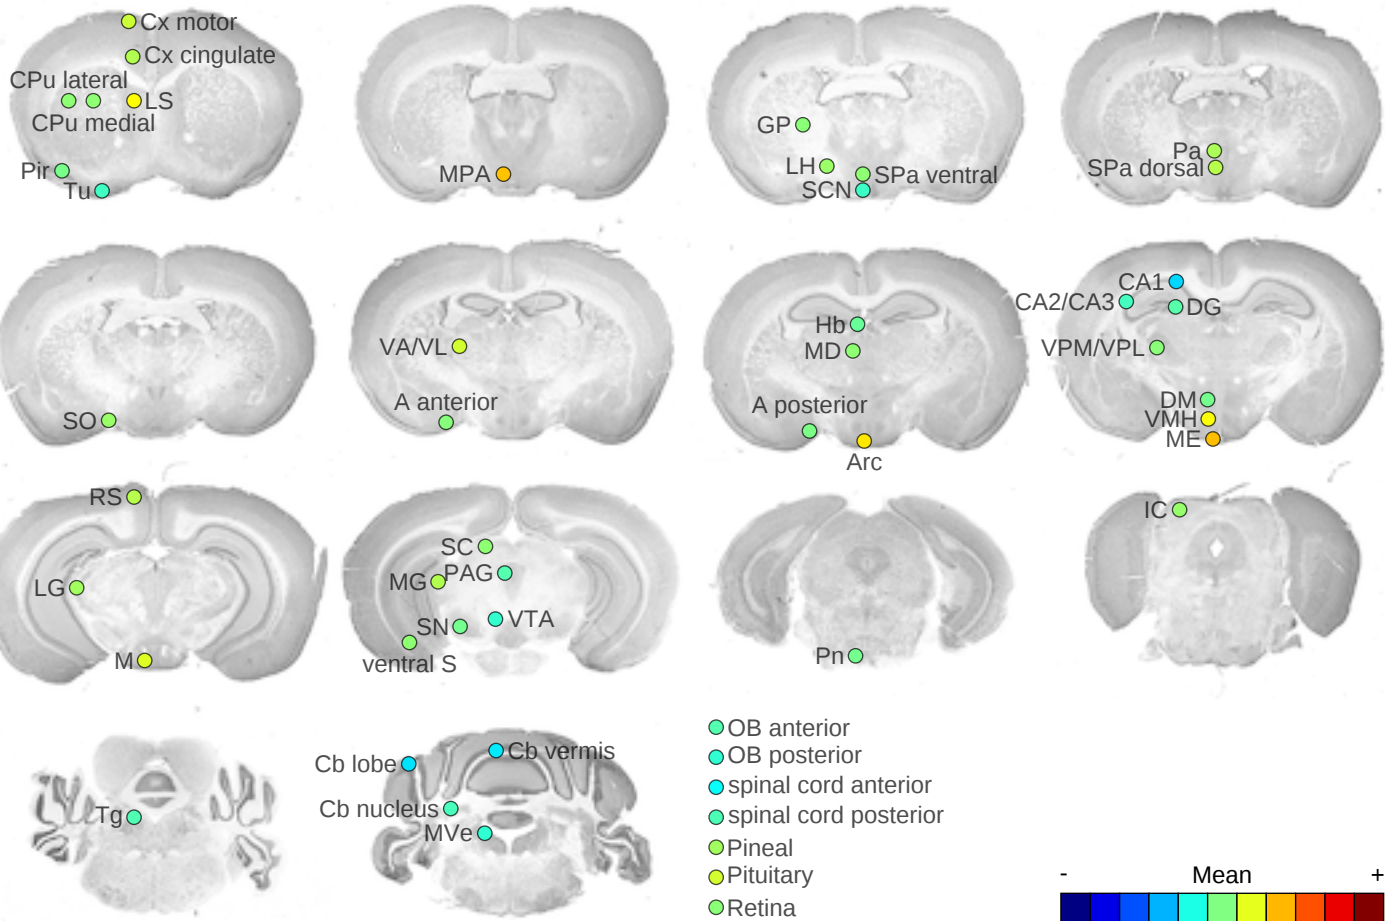 Cx motor
Cx cingulate
CPu lateral
LS
CPu medial
Pir
Tu
MPA
GP
LH
SPa ventral
SCN
Pa
SPa dorsal
SO
VA/VL
A anterior
Hb
MD
A posterior
Arc
CA1
CA2/CA3
DG
VPM/VPL
DM
VMH
ME
RS
LG
M
SC
MG
PAG
SN
VTA
ventral S
Pn
IC
Tg
Cb lobe
Cb vermis
Cb nucleus
MVe
OB anterior
OB posterior
spinal cord anterior
spinal cord posterior
Pineal
Pituitary
Retina
- Mean +